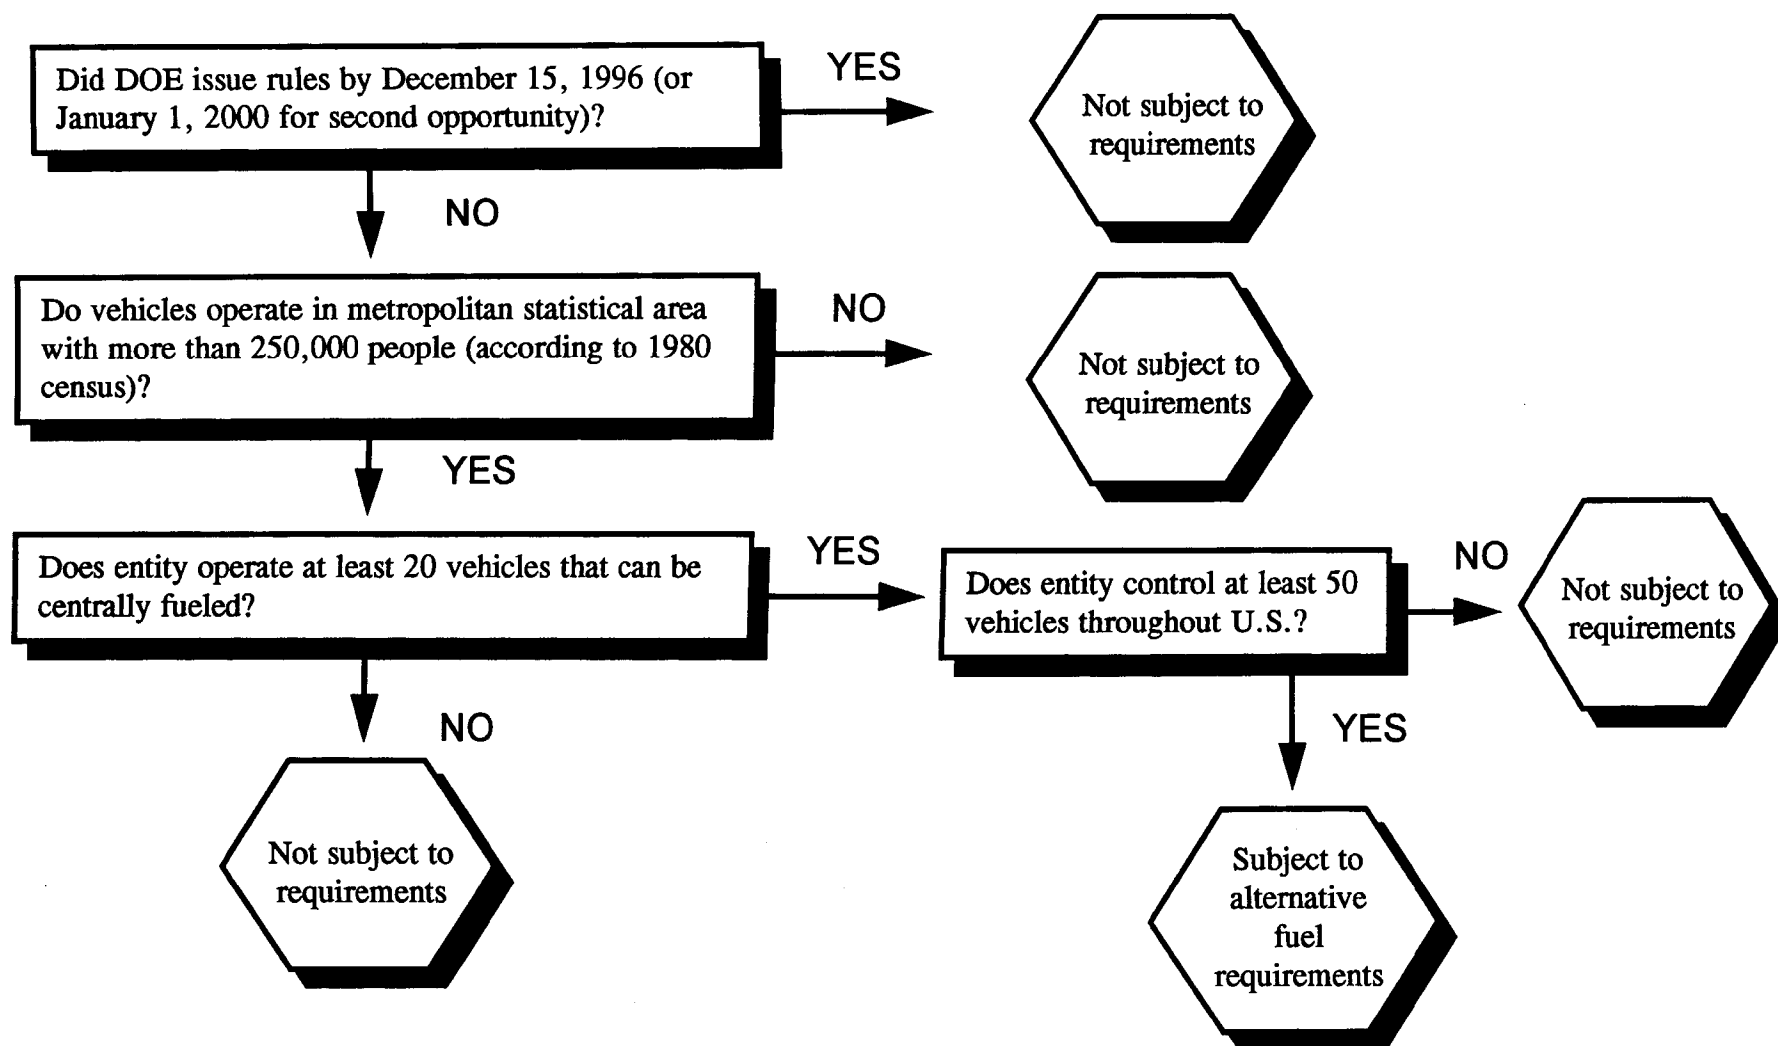 Did DOE issue rules by December 15, 1996 (or
January 1, 2000 for second opportunity)?
YES
Not subject to
requirements
NO
Do vehicles operate in metropolitan statistical area
with more than 250,000 people (according to 1980
census)?
NO
Not subject to
requirements
YES
Does entity operate at least 20 vehicles that can be
centrally fueled?
YES
Does entity control at least 50
vehicles throughout U.S.?
NO
Not subject to
requirements
NO
Not subject to
requirements
YES
Subject to
alternative
fuel
requirements